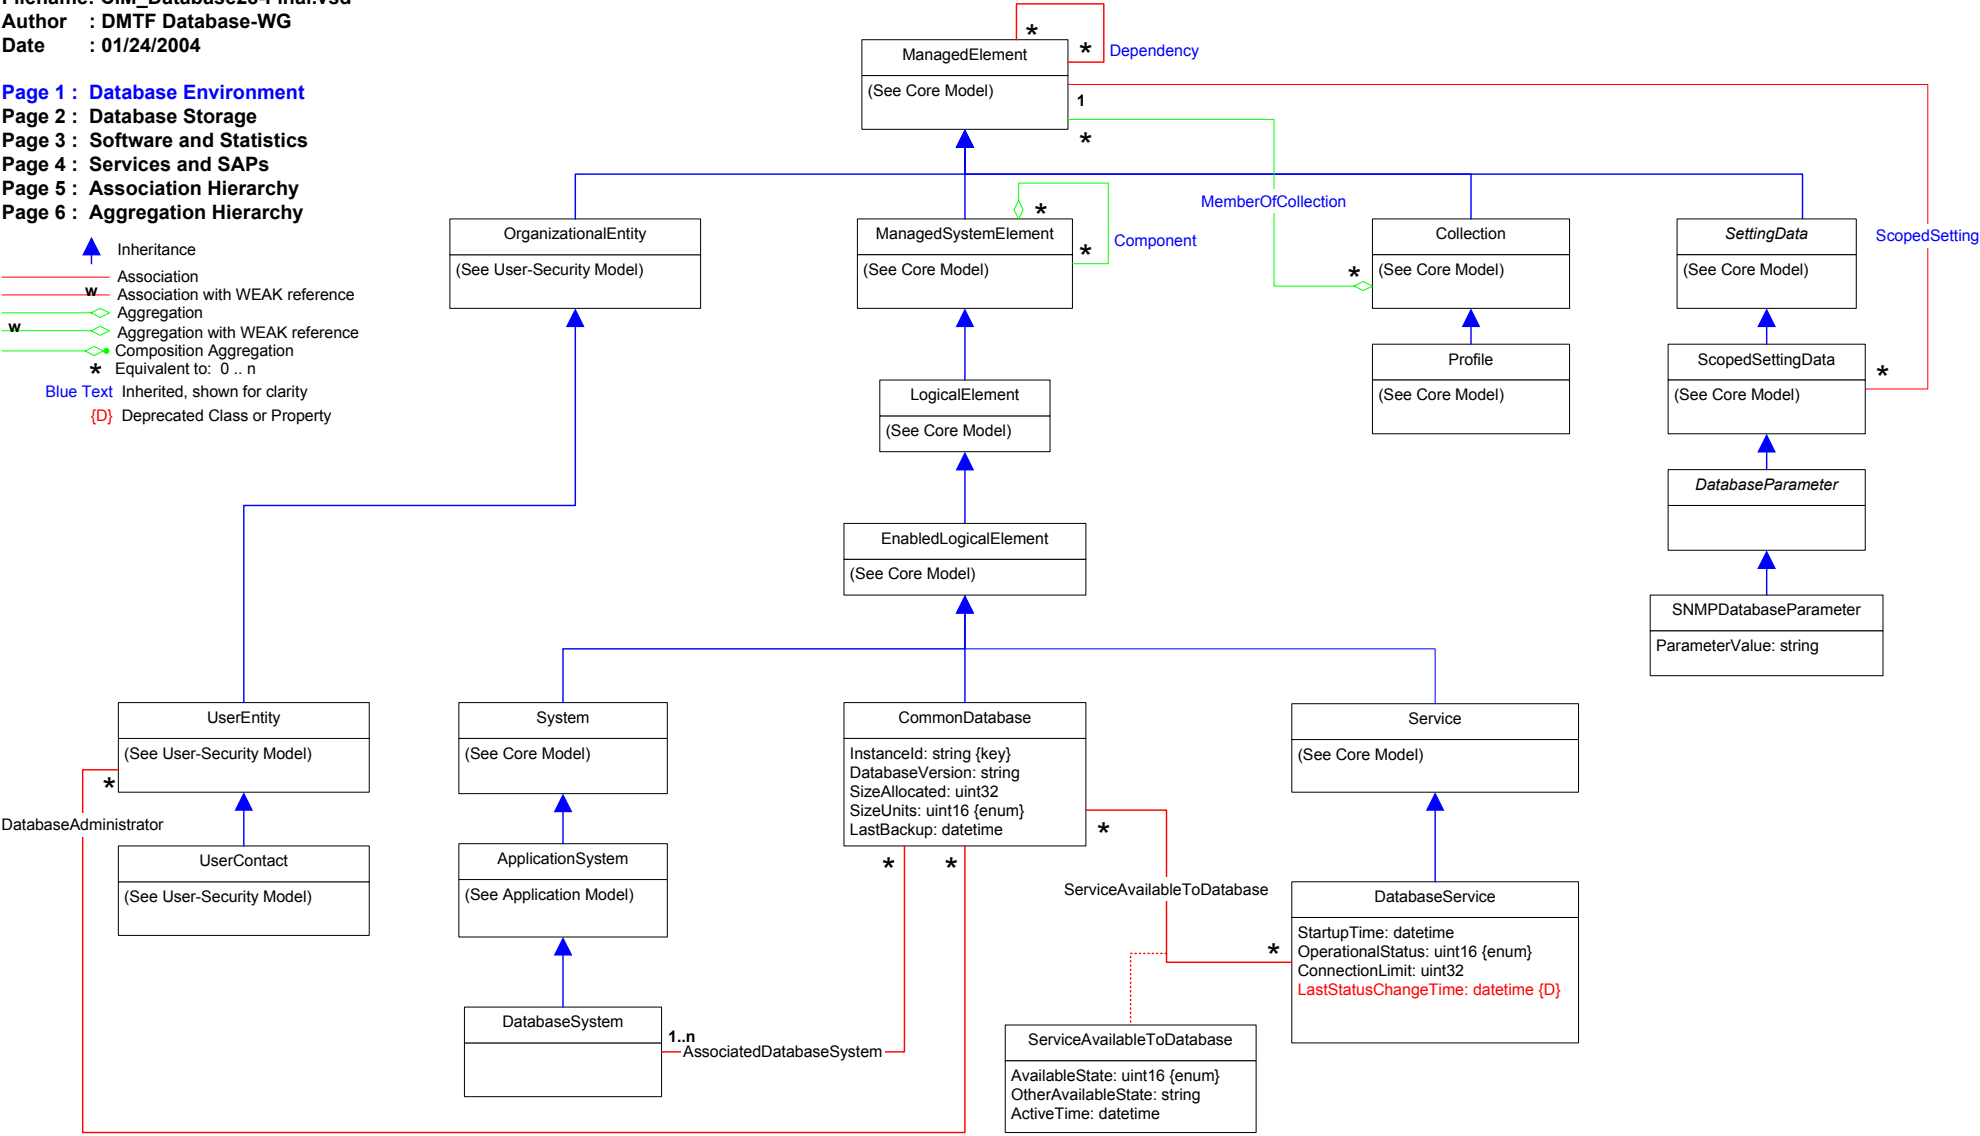 Filename: CIM_Database28-Final.vsd
Author : DMTF Database-WG
Date : 01/24/2004
Page 1 : Database Environment
Page 2 : Database Storage
Page 3 : Software and Statistics
Page 4 : Services and SAPs
Page 5 : Association Hierarchy
Page 6 : Aggregation Hierarchy
Inheritance
Association
w Association with WEAK reference
Aggregation
w Aggregation with WEAK reference
Composition Aggregation
* Equivalent to: 0 .. n
Blue Text Inherited, shown for clarity
{D} Deprecated Class or Property
ManagedElement
(See Core Model)
*
*
Dependency
1
*
MemberOfCollection
*
ScopedSetting
*
OrganizationalEntity
(See User-Security Model)
ManagedSystemElement
(See Core Model)
*
*
Component
Collection
(See Core Model)
SettingData
(See Core Model)
Profile
(See Core Model)
ScopedSettingData
(See Core Model)
LogicalElement
(See Core Model)
DatabaseParameter
EnabledLogicalElement
(See Core Model)
SNMPDatabaseParameter
ParameterValue: string
UserEntity
(See User-Security Model)
*
DatabaseAdministrator
System
(See Core Model)
CommonDatabase
InstanceId: string {key}
DatabaseVersion: string
SizeAllocated: uint32
SizeUnits: uint16 {enum}
LastBackup: datetime
*
*
*
Service
(See Core Model)
UserContact
(See User-Security Model)
ApplicationSystem
(See Application Model)
ServiceAvailableToDatabase
*
DatabaseService
StartupTime: datetime
OperationalStatus: uint16 {enum}
ConnectionLimit: uint32
LastStatusChangeTime: datetime {D}
DatabaseSystem
1..n
AssociatedDatabaseSystem
ServiceAvailableToDatabase
AvailableState: uint16 {enum}
OtherAvailableState: string
ActiveTime: datetime